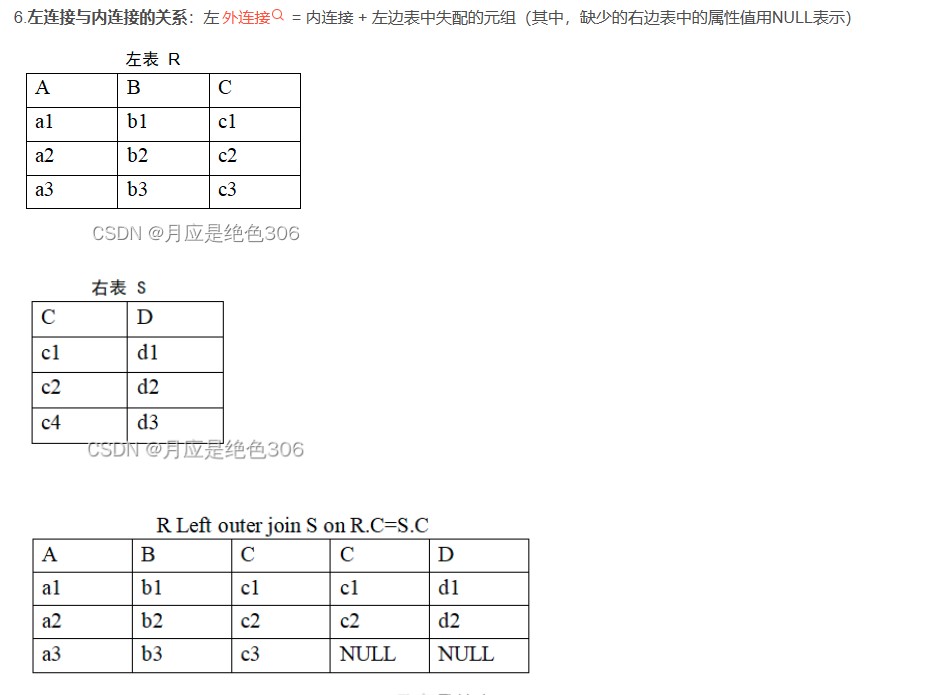 6.左连接与内连接的关系：左 外连接 = 内连接 + 左边表中失配的元组（其中，缺少的右边表中的属性值用NULL表示）
左表 R
A B C
a1 b1 c1
a2 b2 c2
a3 b3 c3
CSDN @月应是绝色306
右表 S
C D
c1 d1
c2 d2
c4 d3
CSDN @月应是绝色306
R Left outer join S on R.C=S.C
A B C C D
a1 b1 c1 c1 d1
a2 b2 c2 c2 d2
a3 b3 c3 NULL NULL